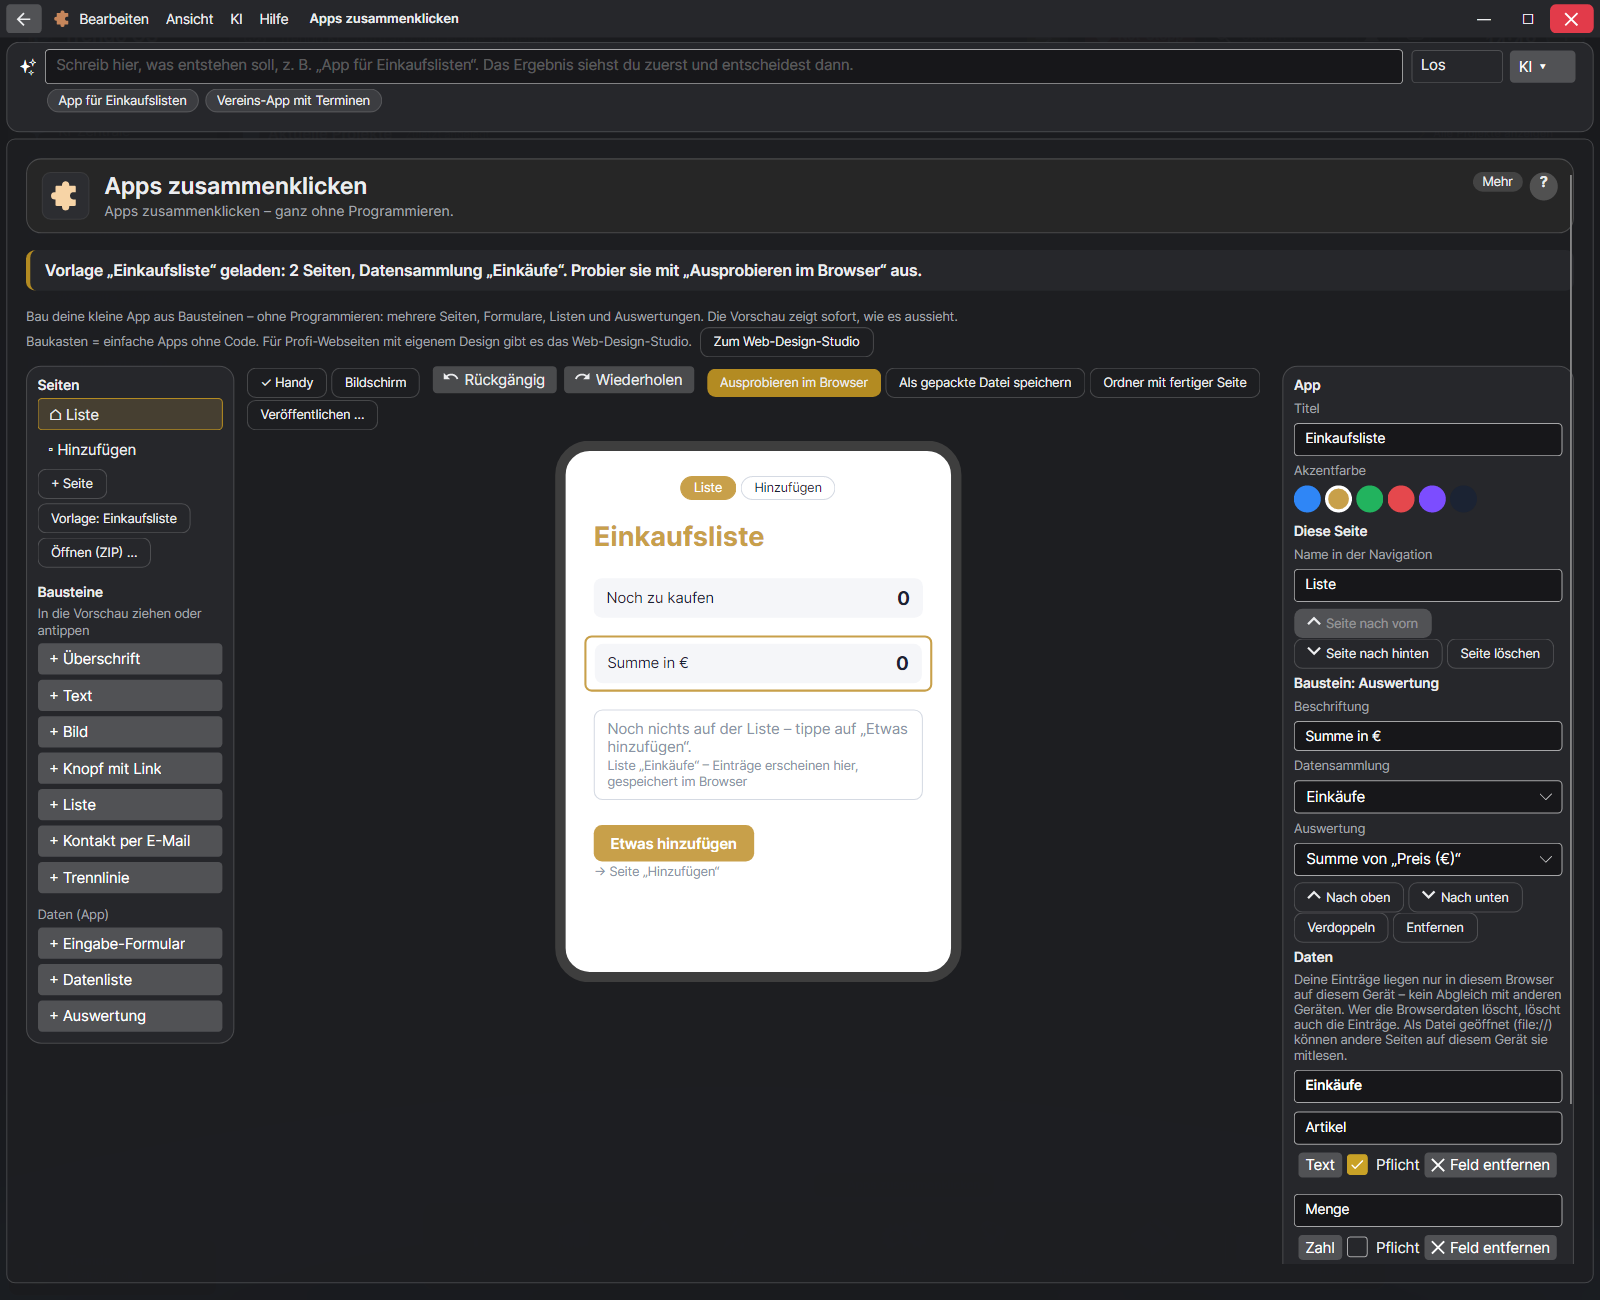 Bearbeiten Ansicht KI Hilfe Apps zusammenklicken
Schreib hier, was entstehen soll, z. B. „App für Einkaufslisten“. Das Ergebnis siehst du zuerst und entscheidest dann.
Los
KI
App für Einkaufslisten
Vereins-App mit Terminen
Apps zusammenklicken
Apps zusammenklicken – ganz ohne Programmieren.
Mehr
?
Vorlage „Einkaufsliste“ geladen: 2 Seiten, Datensammlung „Einkäufe“. Probier sie mit „Ausprobieren im Browser“ aus.
Bau deine kleine App aus Bausteinen – ohne Programmieren: mehrere Seiten, Formulare, Listen und Auswertungen. Die Vorschau zeigt sofort, wie es aussieht.
Baukasten = einfache Apps ohne Code. Für Profi-Webseiten mit eigenem Design gibt es das Web-Design-Studio.
Zum Web-Design-Studio
Seiten
Liste
Hinzufügen
+ Seite
Vorlage: Einkaufsliste
Öffnen (ZIP) ...
Bausteine
In die Vorschau ziehen oder
antippen
+ Überschrift
+ Text
+ Bild
+ Knopf mit Link
+ Liste
+ Kontakt per E-Mail
+ Trennlinie
Daten (App)
+ Eingabe-Formular
+ Datenliste
+ Auswertung
✓ Handy
Bildschirm
Rückgängig
Wiederholen
Ausprobieren im Browser
Als gepackte Datei speichern
Ordner mit fertiger Seite
Veröffentlichen ...
Liste
Hinzufügen
Einkaufsliste
Noch zu kaufen 0
Summe in € 0
Noch nichts auf der Liste – tippe auf „Etwas
hinzufügen“.
Liste „Einkäufe“ – Einträge erscheinen hier,
gespeichert im Browser
Etwas hinzufügen
→ Seite „Hinzufügen“
App
Titel
Einkaufsliste
Akzentfarbe
Diese Seite
Name in der Navigation
Liste
Seite nach vorn
Seite nach hinten
Seite löschen
Baustein: Auswertung
Beschriftung
Summe in €
Datensammlung
Einkäufe
Auswertung
Summe von „Preis (€)“
Nach oben
Nach unten
Verdoppeln
Entfernen
Daten
Deine Einträge liegen nur in diesem Browser
auf diesem Gerät – kein Abgleich mit anderen
Geräten. Wer die Browserdaten löscht, löscht
auch die Einträge. Als Datei geöffnet (file://)
können andere Seiten auf diesem Gerät sie
mitlesen.
Einkäufe
Artikel
Text Pflicht Feld entfernen
Menge
Zahl Pflicht Feld entfernen